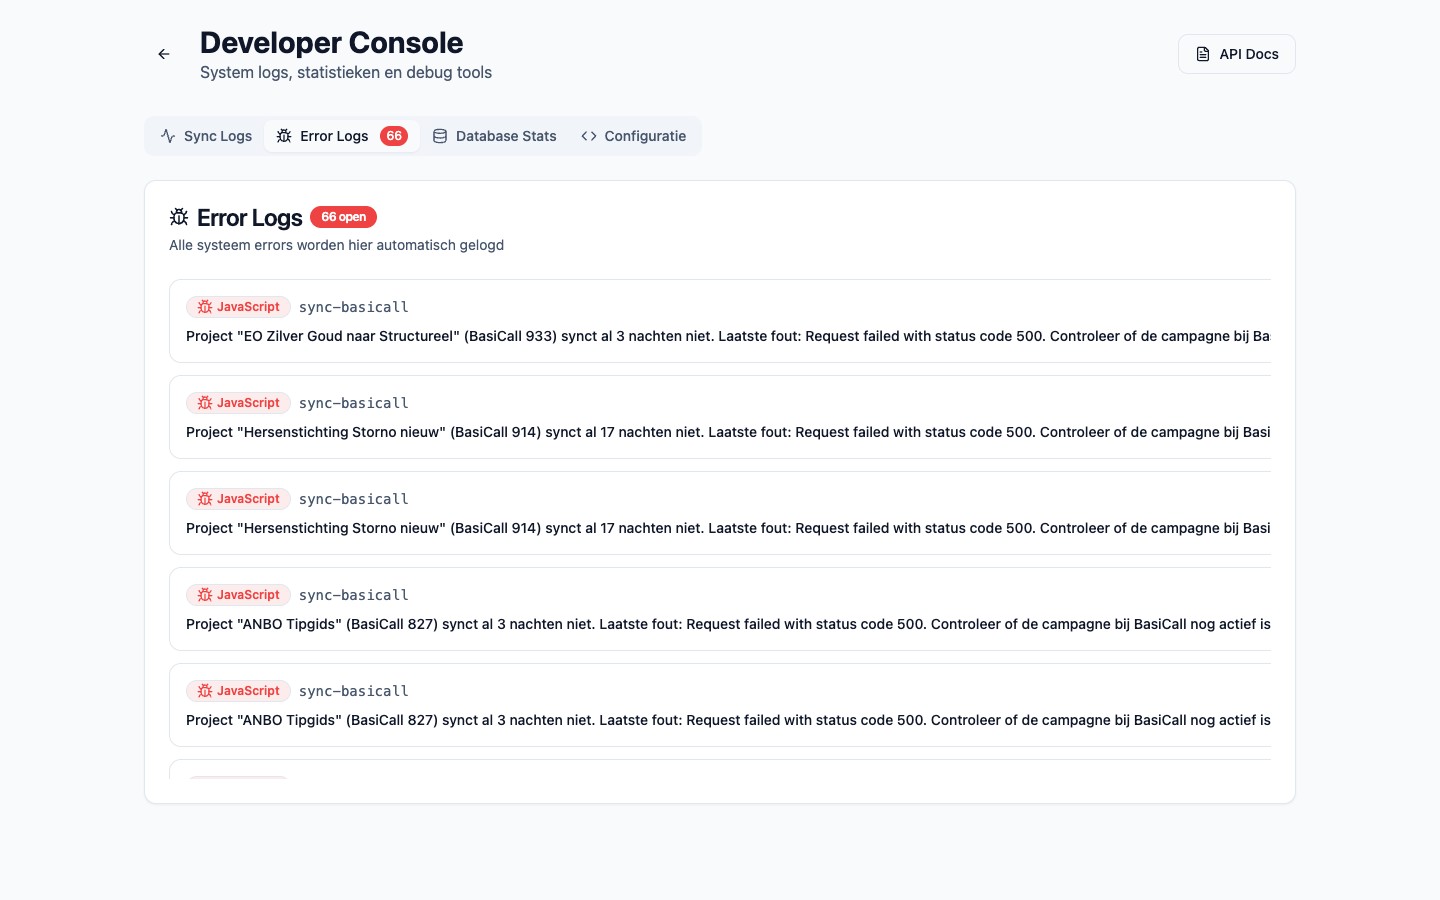 Developer Console
System logs, statistieken en debug tools
API Docs
Sync Logs
Error Logs 66
Database Stats
Configuratie
Error Logs 66 open
Alle systeem errors worden hier automatisch gelogd
JavaScript sync-basicall
Project "EO Zilver Goud naar Structureel" (BasiCall 933) synct al 3 nachten niet. Laatste fout: Request failed with status code 500. Controleer of de campagne bij Ba
JavaScript sync-basicall
Project "Hersenstichting Storno nieuw" (BasiCall 914) synct al 17 nachten niet. Laatste fout: Request failed with status code 500. Controleer of de campagne bij Basi
JavaScript sync-basicall
Project "Hersenstichting Storno nieuw" (BasiCall 914) synct al 17 nachten niet. Laatste fout: Request failed with status code 500. Controleer of de campagne bij Basi
JavaScript sync-basicall
Project "ANBO Tipgids" (BasiCall 827) synct al 3 nachten niet. Laatste fout: Request failed with status code 500. Controleer of de campagne bij BasiCall nog actief is
JavaScript sync-basicall
Project "ANBO Tipgids" (BasiCall 827) synct al 3 nachten niet. Laatste fout: Request failed with status code 500. Controleer of de campagne bij BasiCall nog actief is